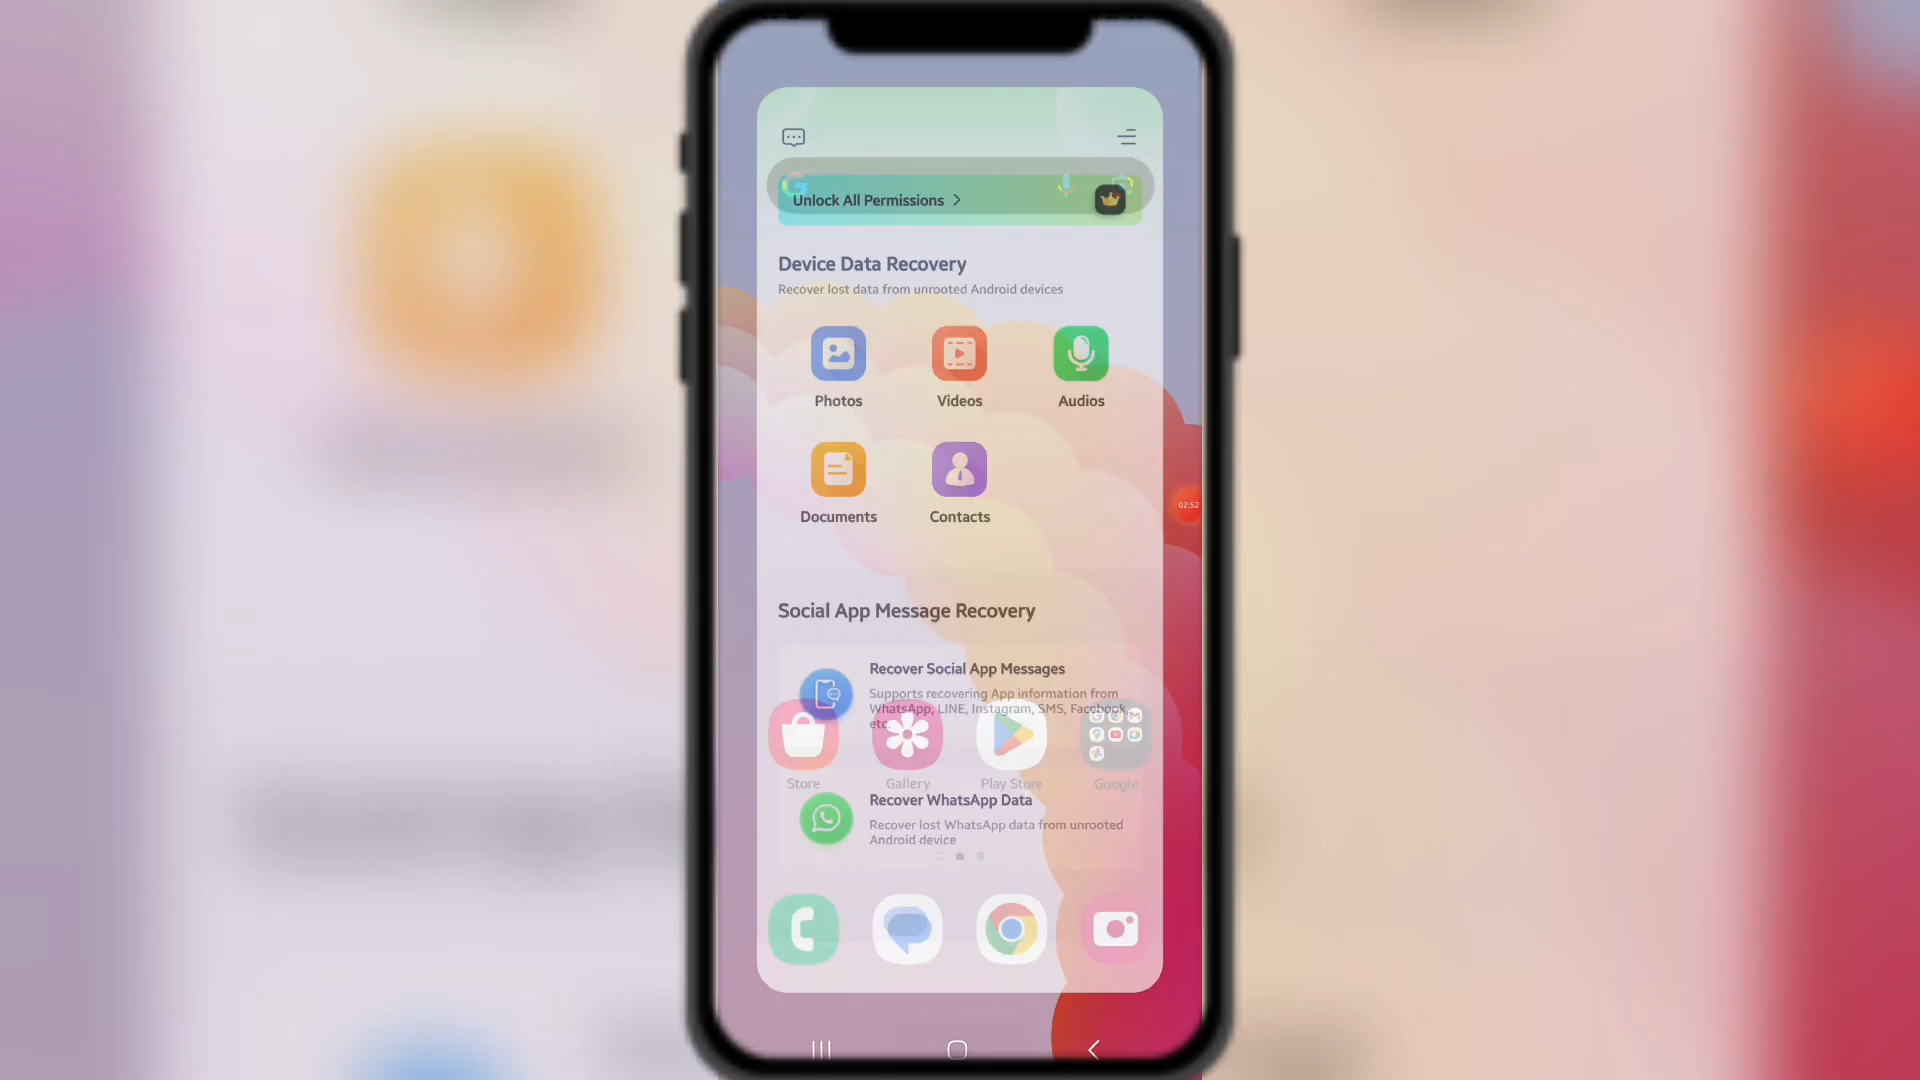 Unlock All Permissions
Device Data Recovery
Recover lost data from unrooted Android devices
Photos
Videos
Audios
Documents
Contacts
02:52
Social App Message Recovery
Recover Social App Messages
Supports recovering App information from
WhatsApp, LINE, Instagram, SMS, Facebook,
etc.
Store
Gallery
Play Store
Google
Recover WhatsApp Data
Recover lost WhatsApp data from unrooted
Android device